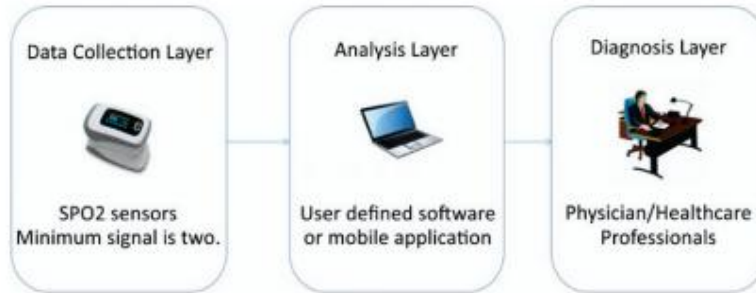 Data Collection Layer
SPO2 sensors
Minimum signal is two.
Analysis Layer
User defined software
or mobile application
Diagnosis Layer
Physician/Healthcare
Professionals